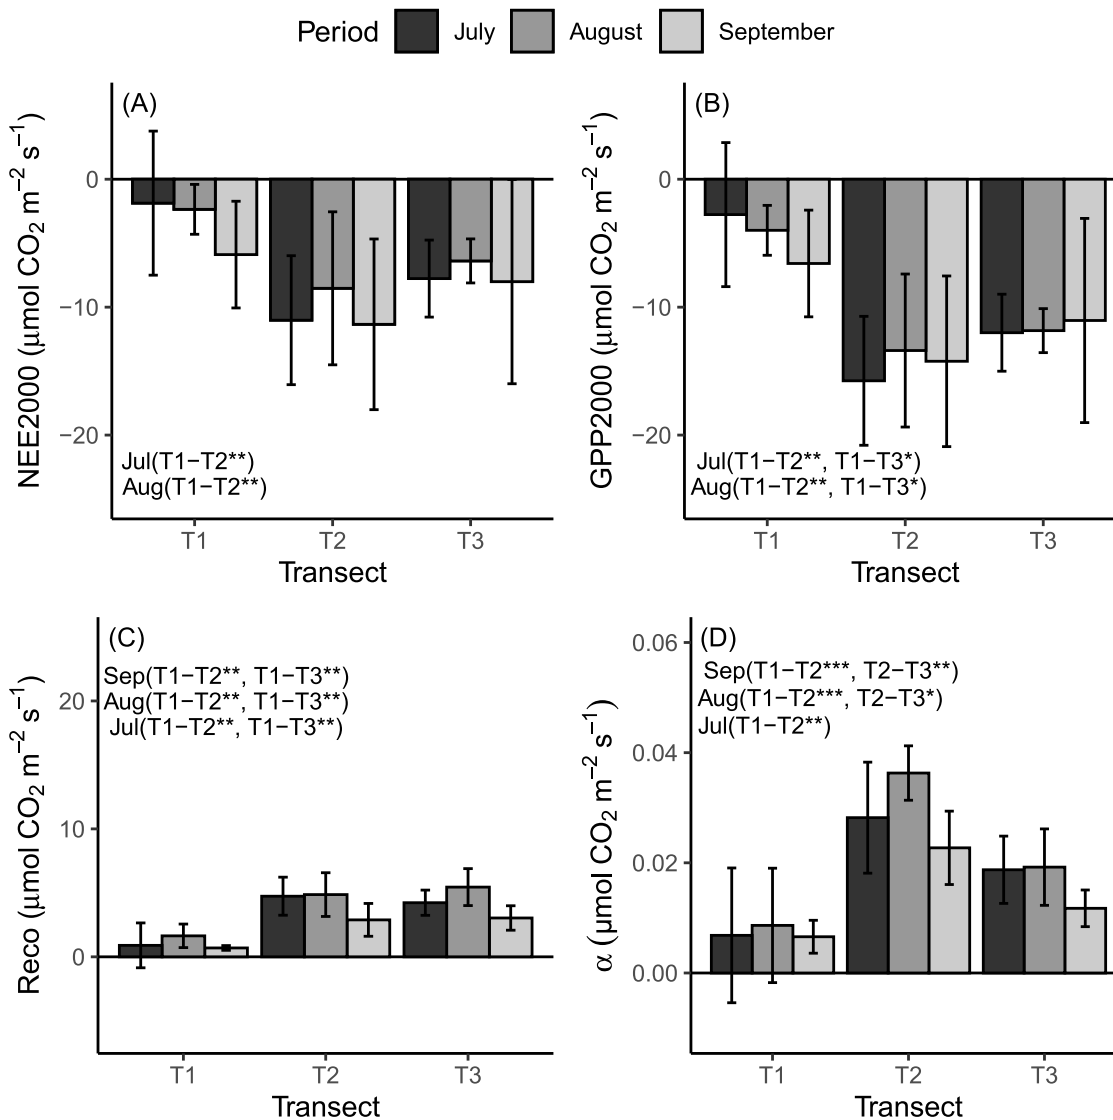 Period July August September
(A)
NEE2000 (μmol CO₂ m⁻² s⁻¹)
0
−10
−20
Jul(T1−T2**)
Aug(T1−T2**)
T1 T2 T3
Transect
(B)
GPP2000 (μmol CO₂ m⁻² s⁻¹)
0
−10
−20
Jul(T1−T2**, T1−T3*)
Aug(T1−T2**, T1−T3*)
T1 T2 T3
Transect
(C)
Reco (μmol CO₂ m⁻² s⁻¹)
Sep(T1−T2**, T1−T3**)
Aug(T1−T2**, T1−T3**)
Jul(T1−T2**, T1−T3**)
20
10
0
T1 T2 T3
Transect
(D)
α (μmol CO₂ m⁻² s⁻¹)
0.06
Sep(T1−T2***, T2−T3**)
Aug(T1−T2***, T2−T3*)
Jul(T1−T2**)
0.04
0.02
0.00
T1 T2 T3
Transect